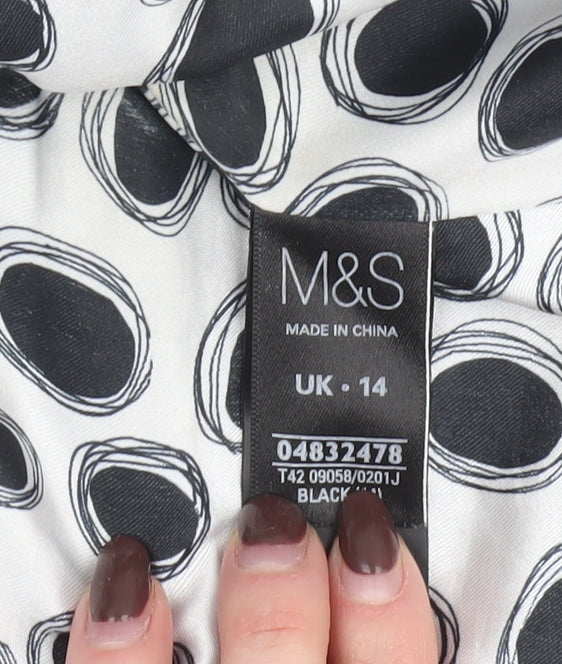 M&S
MADE IN CHINA
UK • 14
04832478
T42 09058/0201J
BLACK